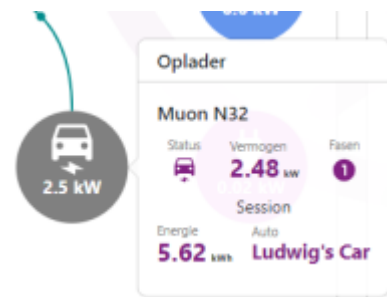 Oplader
Muon N32
Status Vermogen Fasen
2.48 kW 1
2.5 kW
Session
Energie Auto
5.62 kWh Ludwig's Car